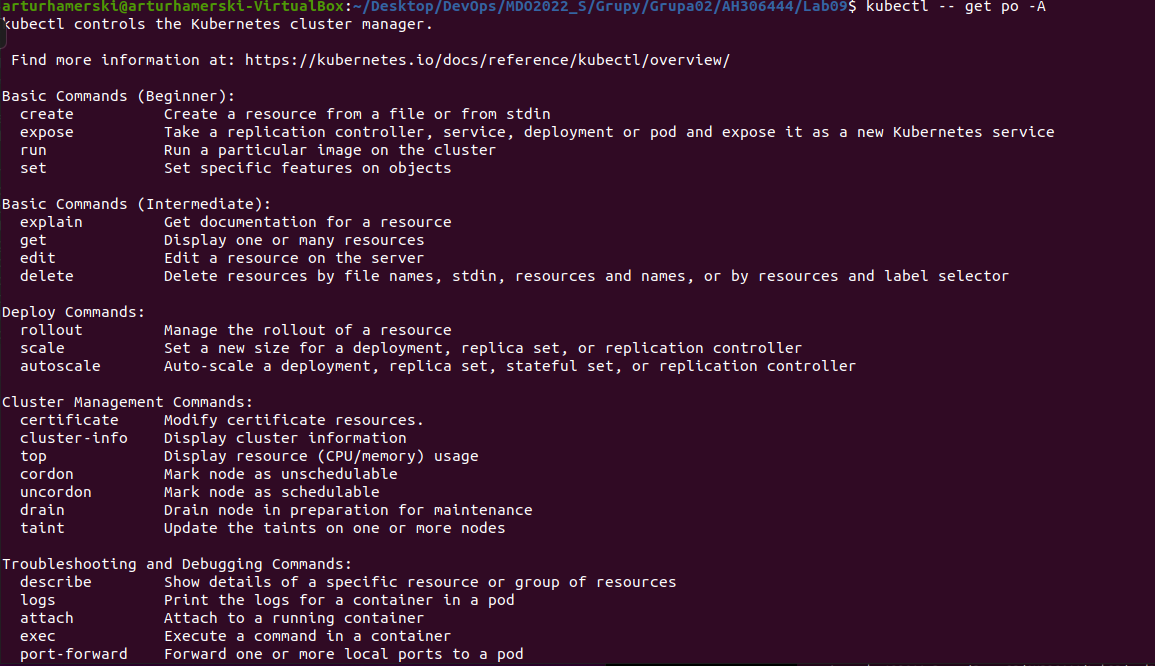 arturhamerski@arturhamerski-VirtualBox:~/Desktop/DevOps/MDO2022_S/Grupy/Grupa02/AH306444/Lab09$ kubectl -- get po -A
kubectl controls the Kubernetes cluster manager.
Find more information at: https://kubernetes.io/docs/reference/kubectl/overview/
Basic Commands (Beginner):
create Create a resource from a file or from stdin
expose Take a replication controller, service, deployment or pod and expose it as a new Kubernetes service
run Run a particular image on the cluster
set Set specific features on objects
Basic Commands (Intermediate):
explain Get documentation for a resource
get Display one or many resources
edit Edit a resource on the server
delete Delete resources by file names, stdin, resources and names, or by resources and label selector
Deploy Commands:
rollout Manage the rollout of a resource
scale Set a new size for a deployment, replica set, or replication controller
autoscale Auto-scale a deployment, replica set, stateful set, or replication controller
Cluster Management Commands:
certificate Modify certificate resources.
cluster-info Display cluster information
top Display resource (CPU/memory) usage
cordon Mark node as unschedulable
uncordon Mark node as schedulable
drain Drain node in preparation for maintenance
taint Update the taints on one or more nodes
Troubleshooting and Debugging Commands:
describe Show details of a specific resource or group of resources
logs Print the logs for a container in a pod
attach Attach to a running container
exec Execute a command in a container
port-forward Forward one or more local ports to a pod